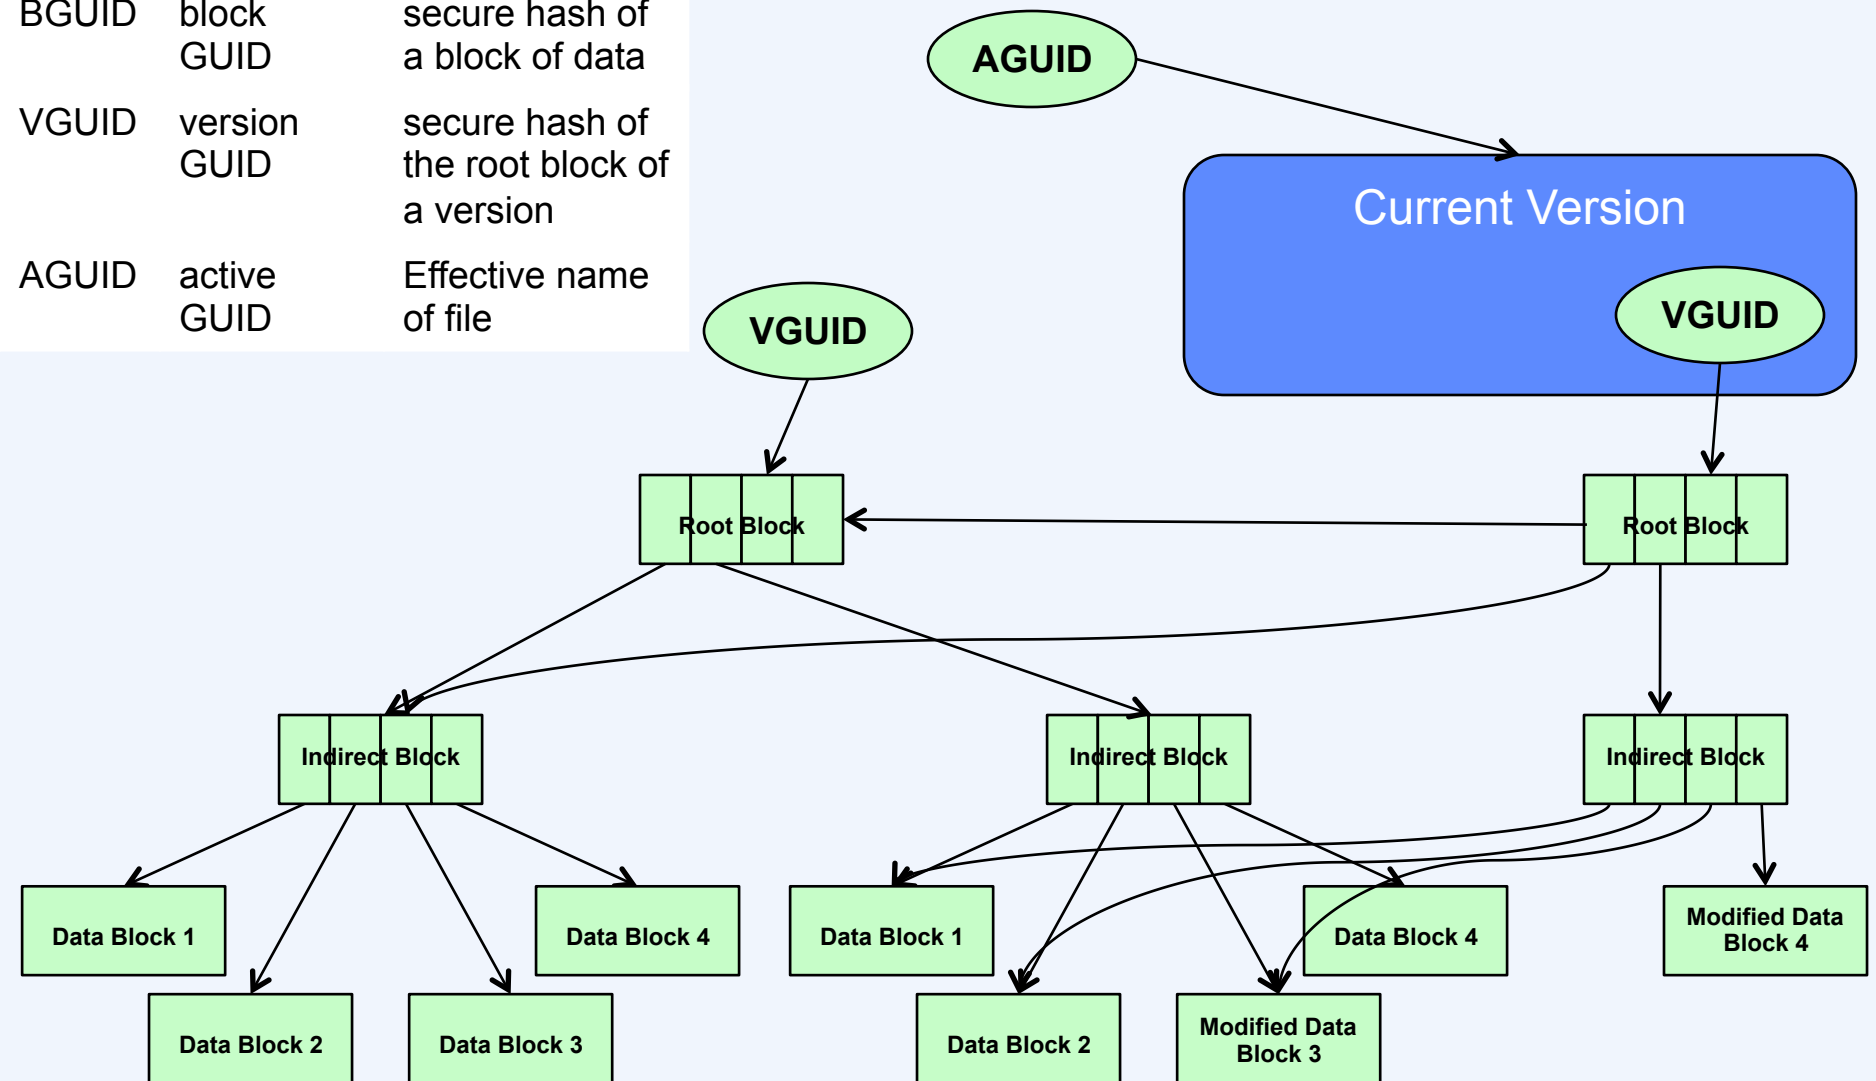 BGUID block secure hash of
GUID a block of data
VGUID version secure hash of
GUID the root block of
a version
AGUID active Effective name
GUID of file
AGUID
Current Version
VGUID
VGUID
Root Block
Root Block
Indirect Block
Indirect Block
Indirect Block
Data Block 1
Data Block 4
Data Block 1
Data Block 4
Modified Data
Block 4
Data Block 2
Data Block 3
Data Block 2
Modified Data
Block 3